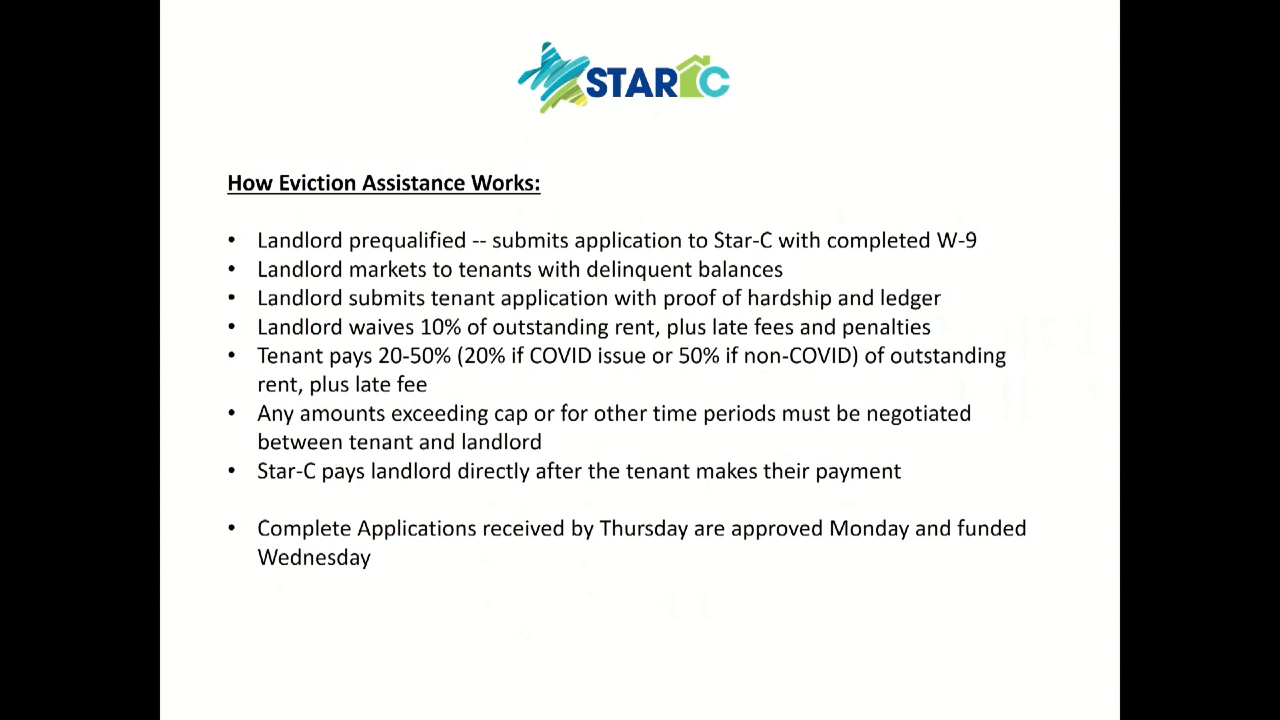 STAR C
How Eviction Assistance Works:
• Landlord prequalified -- submits application to Star-C with completed W-9
• Landlord markets to tenants with delinquent balances
• Landlord submits tenant application with proof of hardship and ledger
• Landlord waives 10% of outstanding rent, plus late fees and penalties
• Tenant pays 20-50% (20% if COVID issue or 50% if non-COVID) of outstanding
rent, plus late fee
• Any amounts exceeding cap or for other time periods must be negotiated
between tenant and landlord
• Star-C pays landlord directly after the tenant makes their payment
• Complete Applications received by Thursday are approved Monday and funded
Wednesday